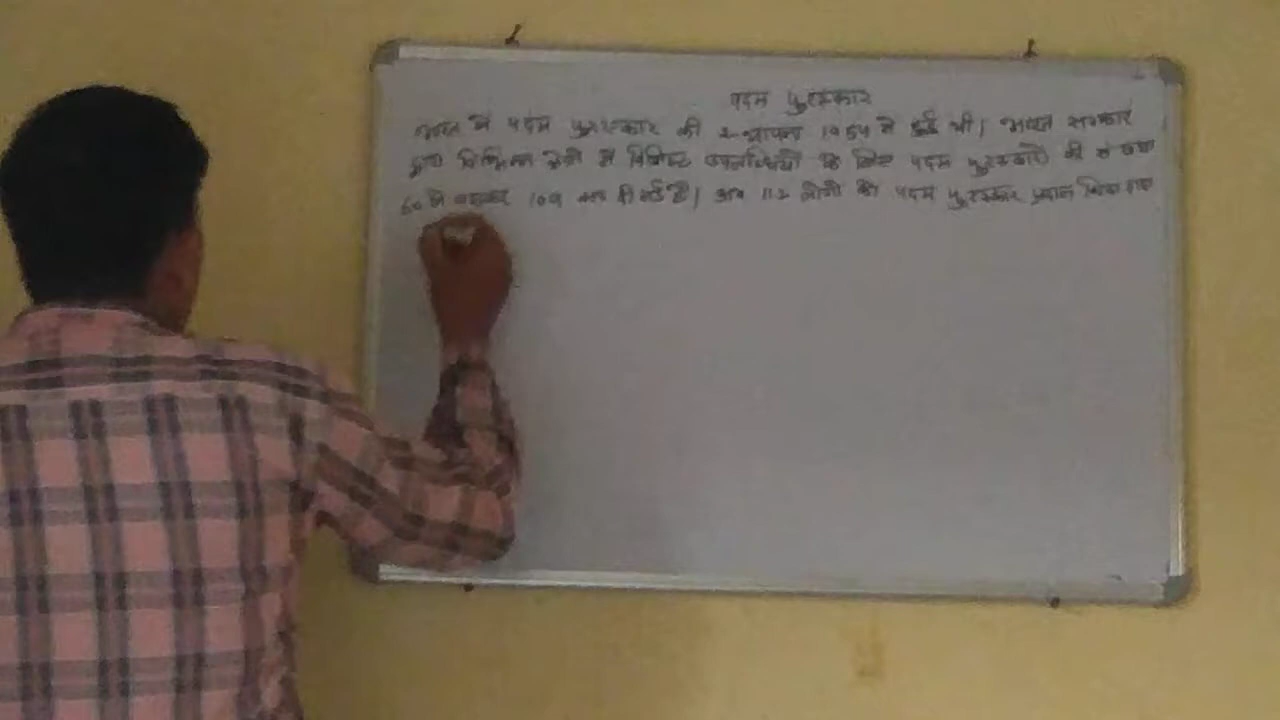 पदम पुरस्कार
भारत में पदम पुरस्कार की स्थापना 1954 में हुई थी। भारत सरकार
द्वारा विभिन्न क्षेत्रों में विशिष्ट उपलब्धियों के लिए पदम पुरस्कारों की संख्या
60 से बढ़ाकर 109 कर दी गई है। अब 112 लोगों को पदम पुरस्कार प्रदान किया गया